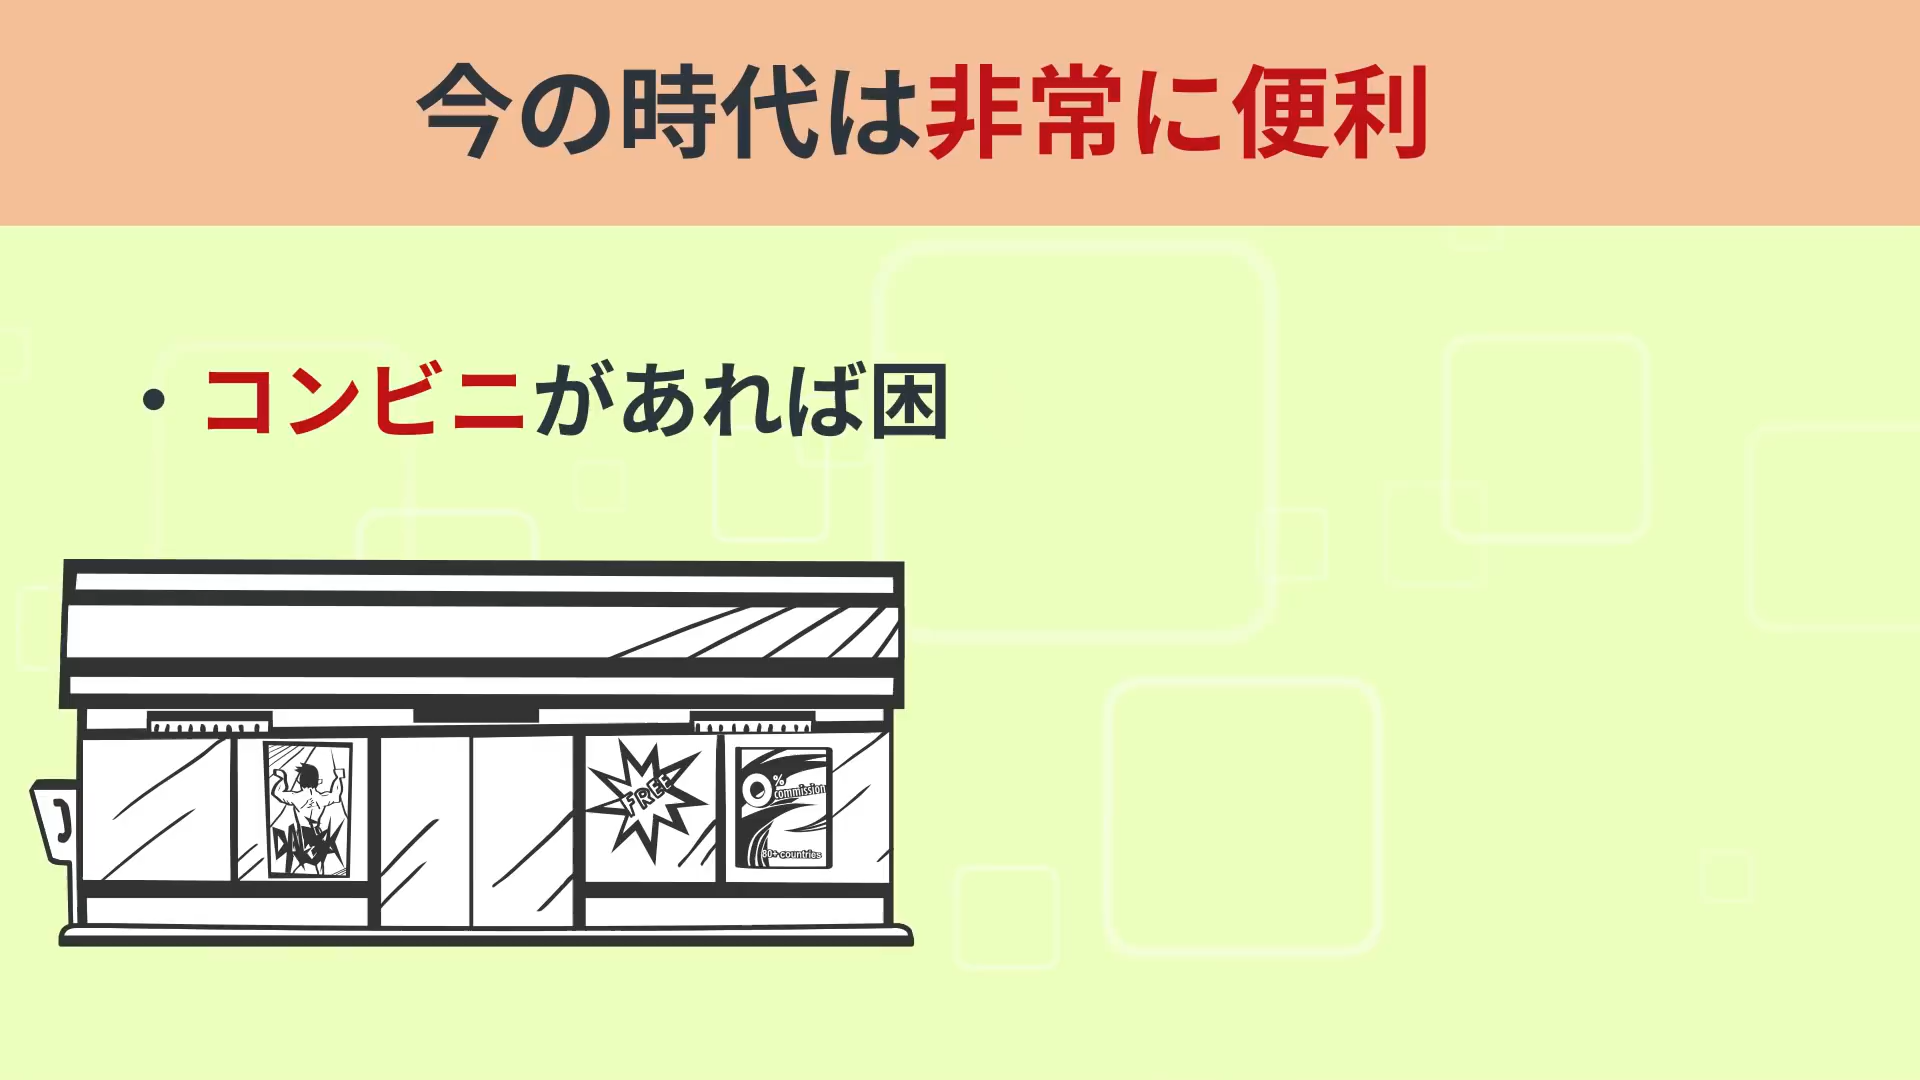 今の時代は非常に便利
• コンビニがあれば困
FREE
0%
commission
80+ countries